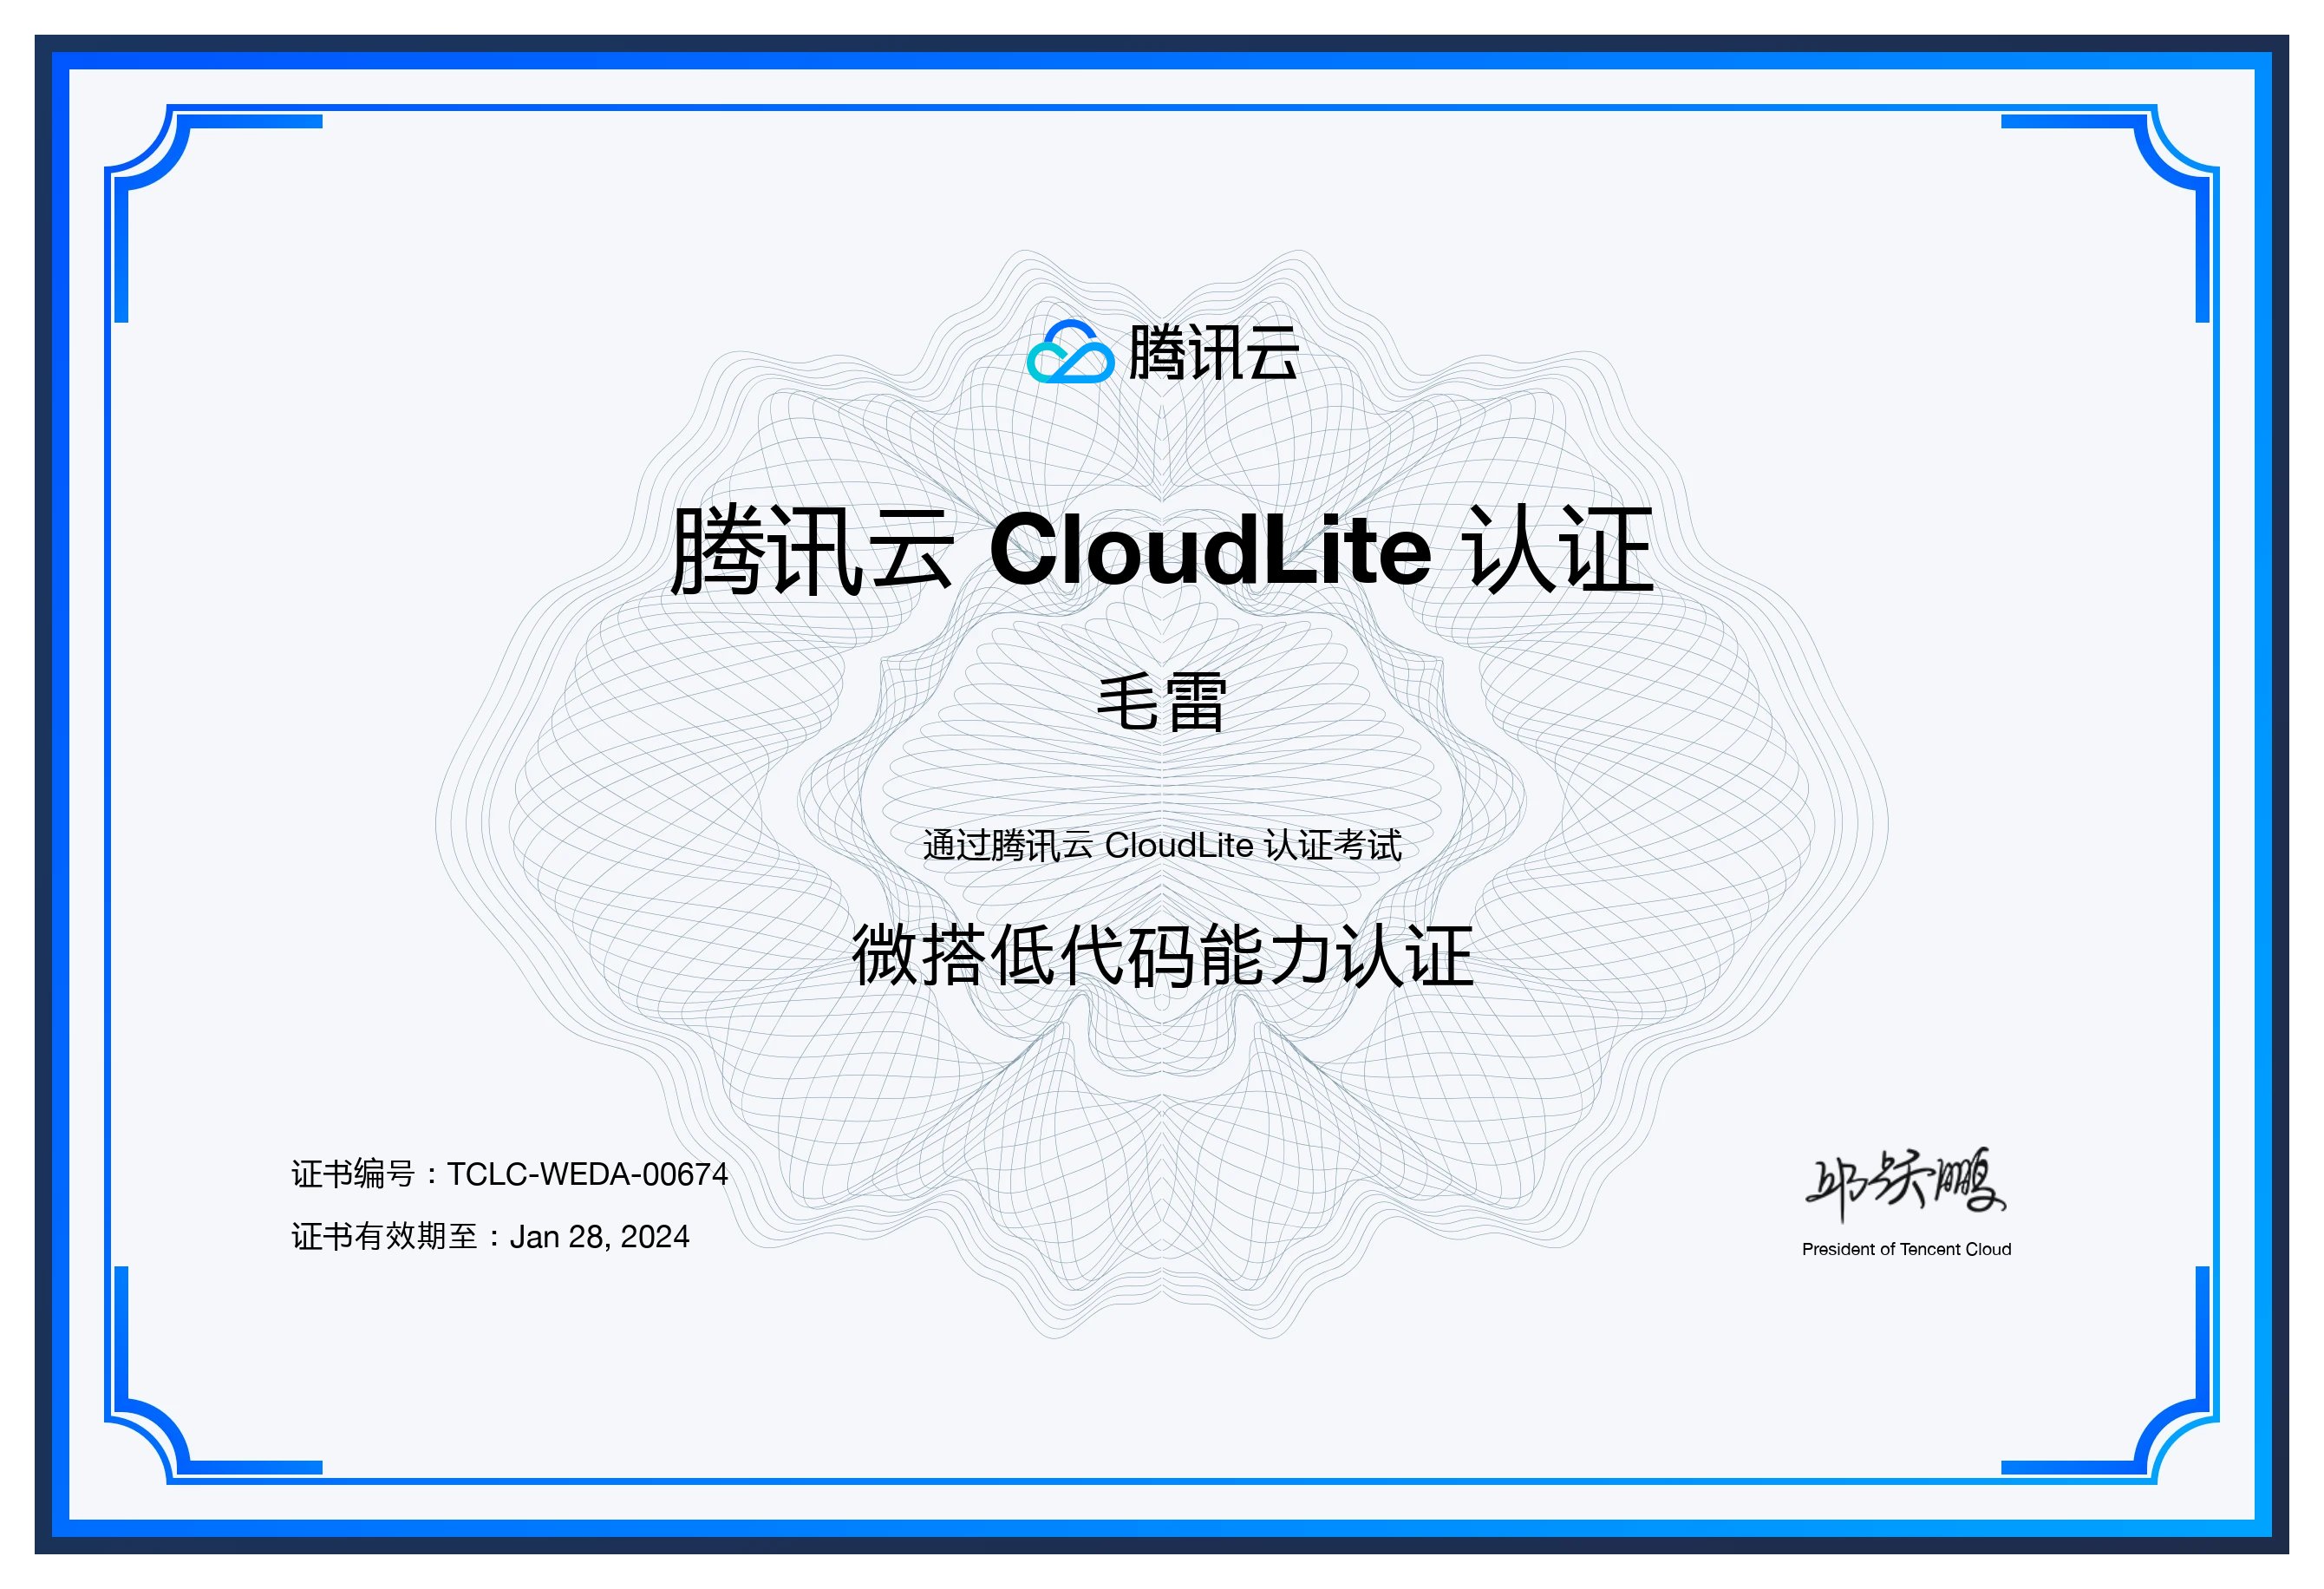 腾讯云
腾讯云 CloudLite 认证
毛雷
通过腾讯云 CloudLite 认证考试
微搭低代码能力认证
证书编号：TCLC-WEDA-00674
证书有效期至：Jan 28, 2024
邱跃鹏
President of Tencent Cloud